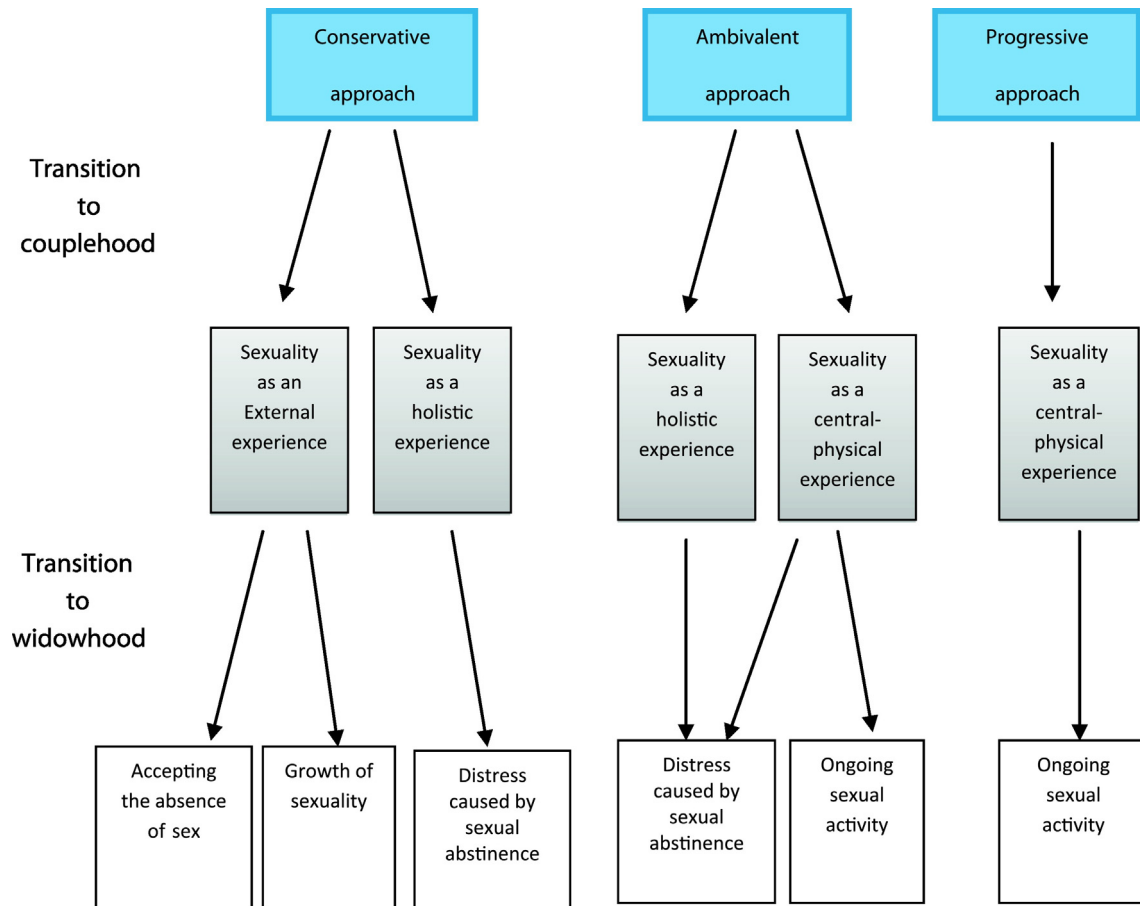 Conservative
approach
Ambivalent
approach
Progressive
approach
Transition
to
couplehood
Sexuality
as an
External
experience
Sexuality
as a
holistic
experience
Sexuality
as a
holistic
experience
Sexuality
as a
central-
physical
experience
Sexuality
as a
central-
physical
experience
Transition
to
widowhood
Accepting
the absence
of sex
Growth of
sexuality
Distress
caused by
sexual
abstinence
Distress
caused by
sexual
abstinence
Ongoing
sexual
activity
Ongoing
sexual
activity